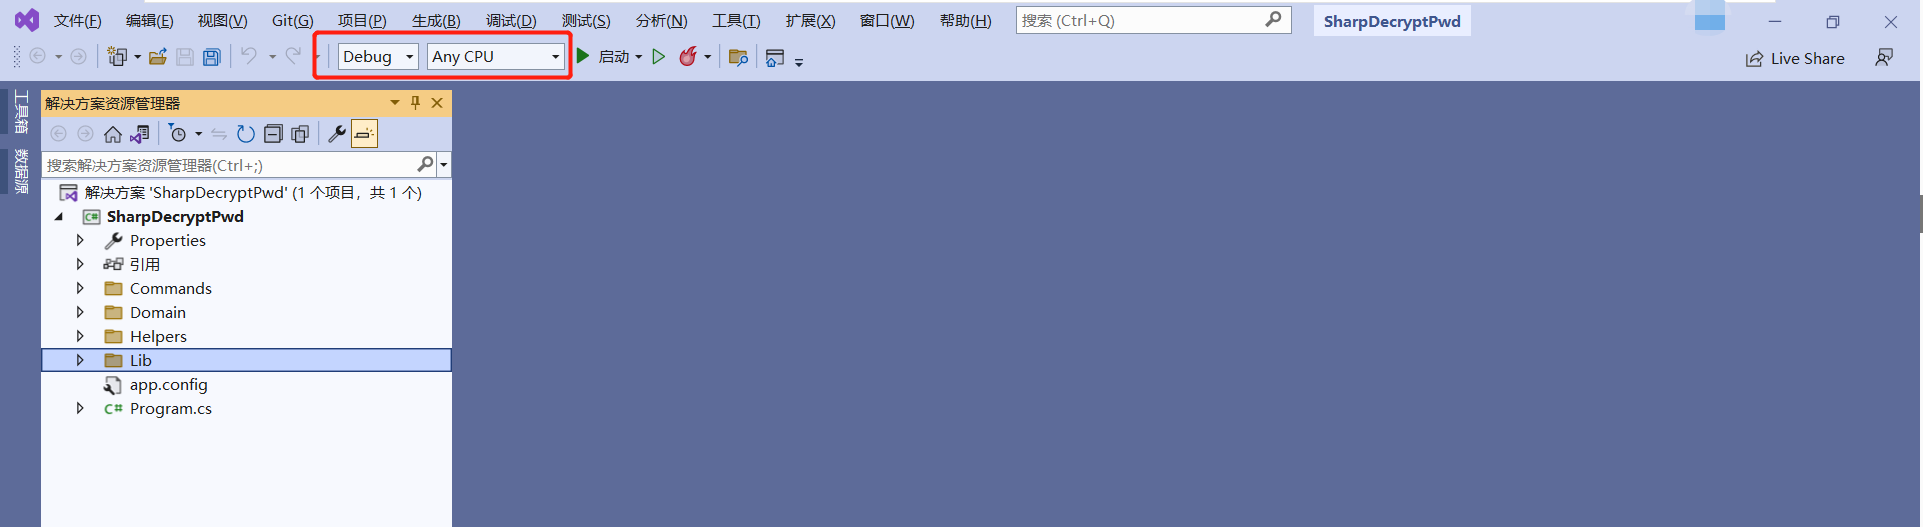 文件(F) 编辑(E) 视图(V) Git(G) 项目(P) 生成(B) 调试(D) 测试(S) 分析(N) 工具(T) 扩展(X) 窗口(W) 帮助(H) 搜索 (Ctrl+Q) SharpDecryptPwd
Debug Any CPU 启动 Live Share
工具箱
数据源
解决方案资源管理器
搜索解决方案资源管理器(Ctrl+;)
解决方案 'SharpDecryptPwd' (1 个项目，共 1 个)
C# SharpDecryptPwd
Properties
引用
Commands
Domain
Helpers
Lib
app.config
C# Program.cs